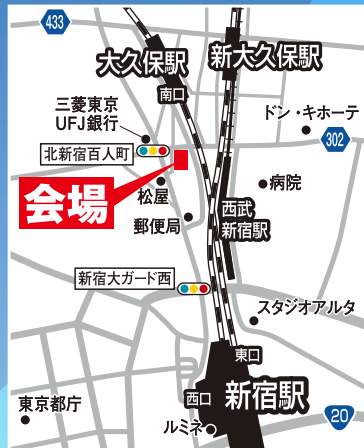 433
大久保駅
新大久保駅
南口
三菱東京
UFJ銀行
ドン・キホーテ
302
北新宿百人町
会場
松屋
病院
郵便局
西武
新宿駅
新宿大ガード西
スタジオアルタ
東口
新宿駅
西口
東京都庁
ルミネ
20